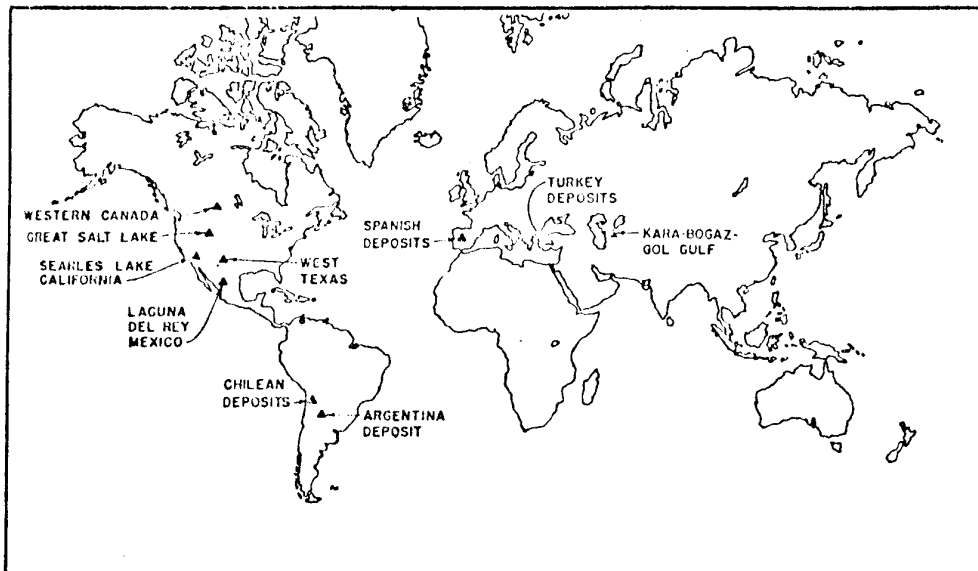 WESTERN CANADA
GREAT SALT LAKE
SEARLES LAKE
CALIFORNIA
WEST
TEXAS
LAGUNA
DEL REY
MEXICO
CHILEAN
DEPOSITS
ARGENTINA
DEPOSIT
SPANISH
DEPOSITS
TURKEY
DEPOSITS
KARA-BOGAZ-
GOL GULF